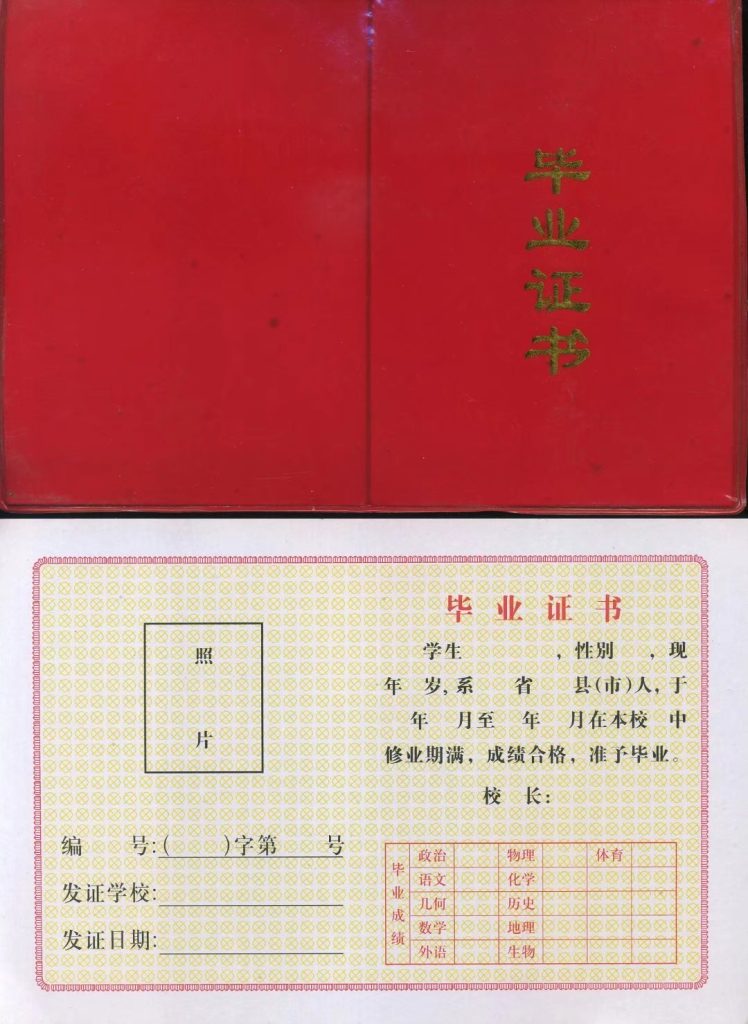 毕业证书
照
片
编 号:( )字第 号
发证学校:
发证日期:
毕业证书
学生 ,性别 ,现
年 岁,系 省 县(市)人,于
年 月至 年 月在本校 中
修业期满,成绩合格,准予毕业。
校 长:
毕业成绩
政治 物理 体育
语文 化学
几何 历史
数学 地理
外语 生物